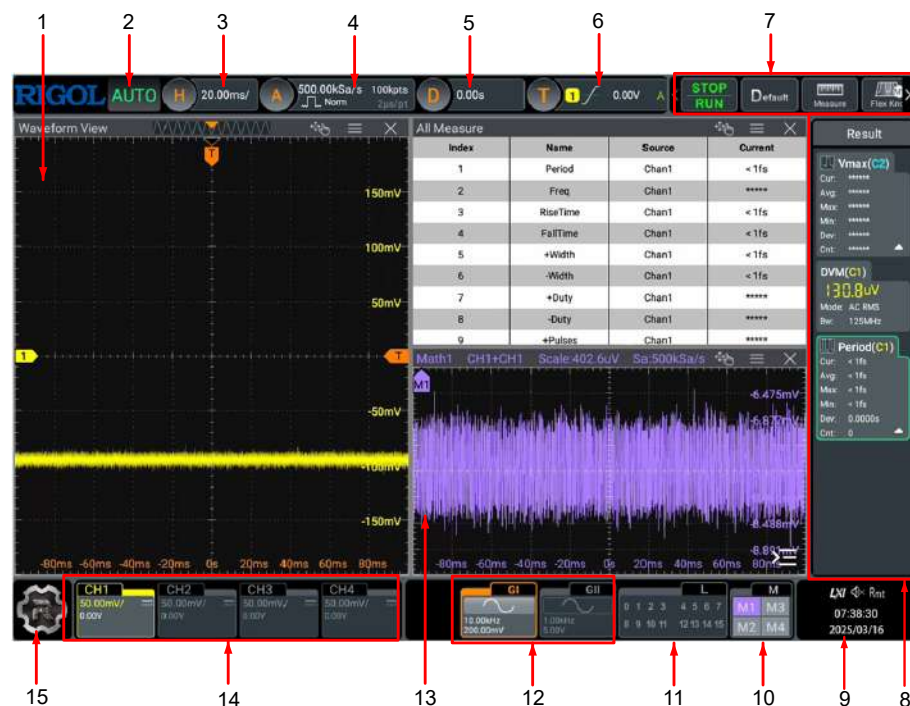 1 2 3 4 5 6 7
RIGOL AUTO H 20.00ms/ A 500.00kSa/s 100kpts D 0.00s T 1 0.00V A STOP RUN Default Measure
Norm 2μs/pt
Waveform View
T
150mV
100mV
50mV
1 T
-50mV
-100mV
-150mV
-80ms -60ms -40ms -20ms 0s 20ms 40ms 60ms 80ms
All Measure
Index Name Source Current
1 Period Chan1 < 1fs
2 Freq Chan1 *****
3 RiseTime Chan1 < 1fs
4 FallTime Chan1 < 1fs
5 +Width Chan1 < 1fs
6 -Width Chan1 < 1fs
7 +Duty Chan1 *****
8 -Duty Chan1 *****
9 +Pulses Chan1 *****
Math1 CH1+CH1 Scale:402.6uV Sa:500kSa/s
M1
-6.475mV
-80ms -60ms -40ms -20ms 0s 20ms 40ms 60ms
Result
Vmax(C2)
Cur: ******
Avg: ******
Max: ******
Min: ******
Dev: ******
Cnt: ******
DVM(C1)
130.8uV
Mode: AC RMS
Bw: 125MHz
Period(C1)
Cur: < 1fs
Avg: < 1fs
Max: < 1fs
Min: < 1fs
Dev: 0.0000s
Cnt: 0
CH1
50.00mV/
0.00V
CH2
50.00mV/
0.00V
CH3
50.00mV/
0.00V
CH4
50.00mV/
0.00V
GI
10.00kHz
200.00mV
GII
1.00kHz
5.00V
L
0 1 2 3 4 5 6 7
8 9 10 11 12 13 14 15
M
M1 M3
M2 M4
LXI Rmt
07:38:30
2025/03/16
15 14 13 12 11 10 9 8